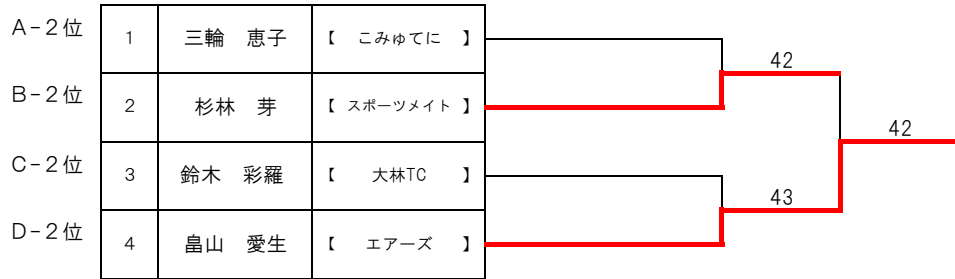 A-2位 1 三輪 恵子 【 こみゅてに 】
42
B-2位 2 杉林 芽 【 スポーツメイト 】
42
C-2位 3 鈴木 彩羅 【 大林TC 】
43
D-2位 4 畠山 愛生 【 エアーズ 】